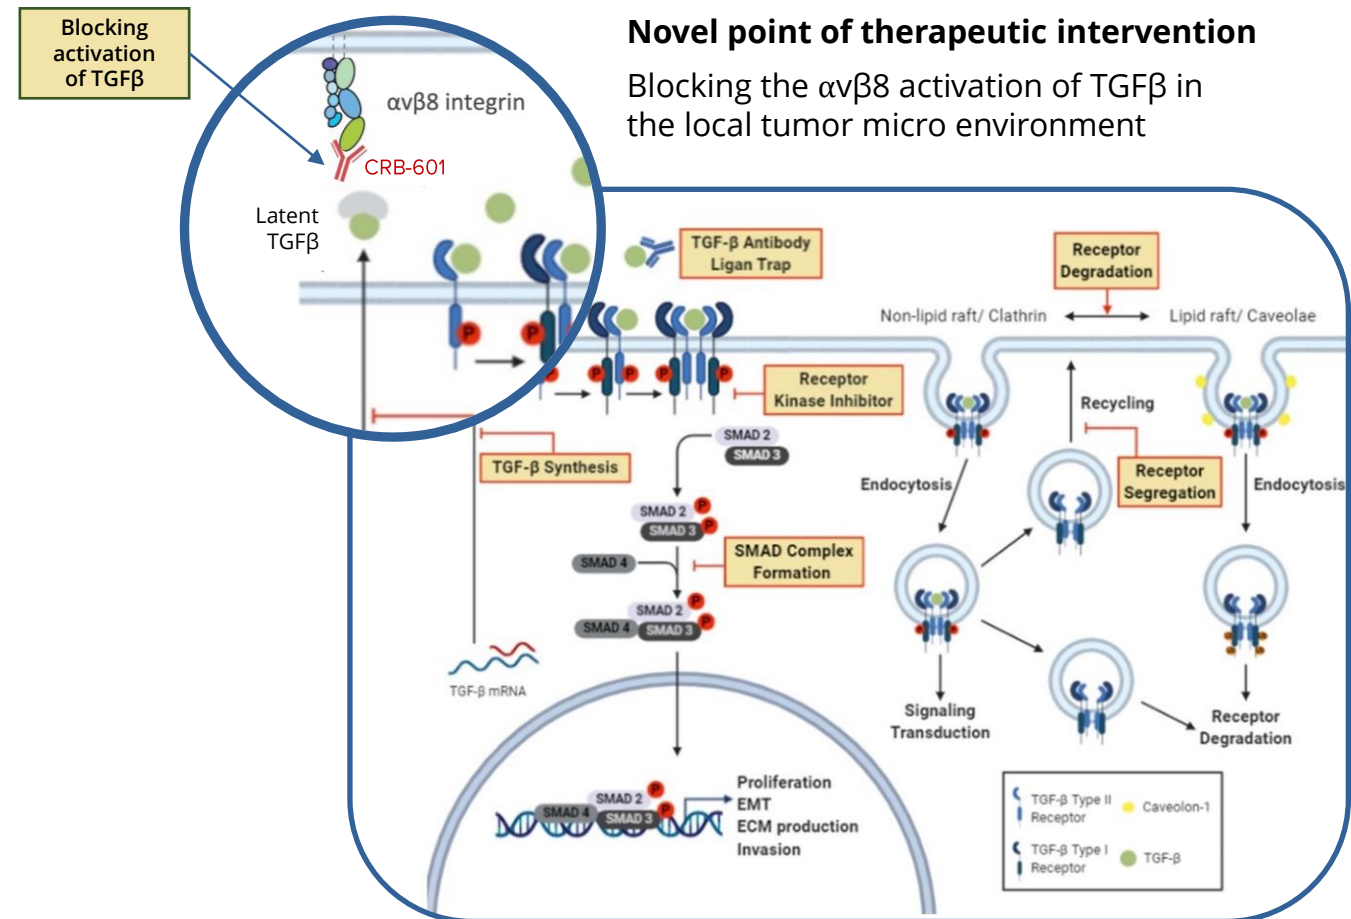 Blocking
activation
of TGFβ
Novel point of therapeutic intervention
Blocking the αvβ8 activation of TGFβ in
the local tumor micro environment
αvβ8 integrin
CRB-601
Latent
TGFβ
P
P
TGF-β Antibody
Ligan Trap
Receptor
Degradation
Non-lipid raft/ Clathrin
Lipid raft/ Caveolae
P
P
P
P
P
Receptor
Kinase Inhibitor
Recycling
TGF-β Synthesis
SMAD 2
SMAD 3
Endocytosis
Receptor
Segregation
Endocytosis
SMAD 2
P
SMAD 3
P
SMAD 4
SMAD Complex
Formation
SMAD 2
P
SMAD 4
SMAD 3
P
TGF-β mRNA
Signaling
Transduction
Receptor
Degradation
SMAD 2
P
SMAD 4
SMAD 3
P
Proliferation
EMT
ECM production
Invasion
TGF-β Type II
Receptor
Caveolon-1
TGF-β Type I
Receptor
TGF-β